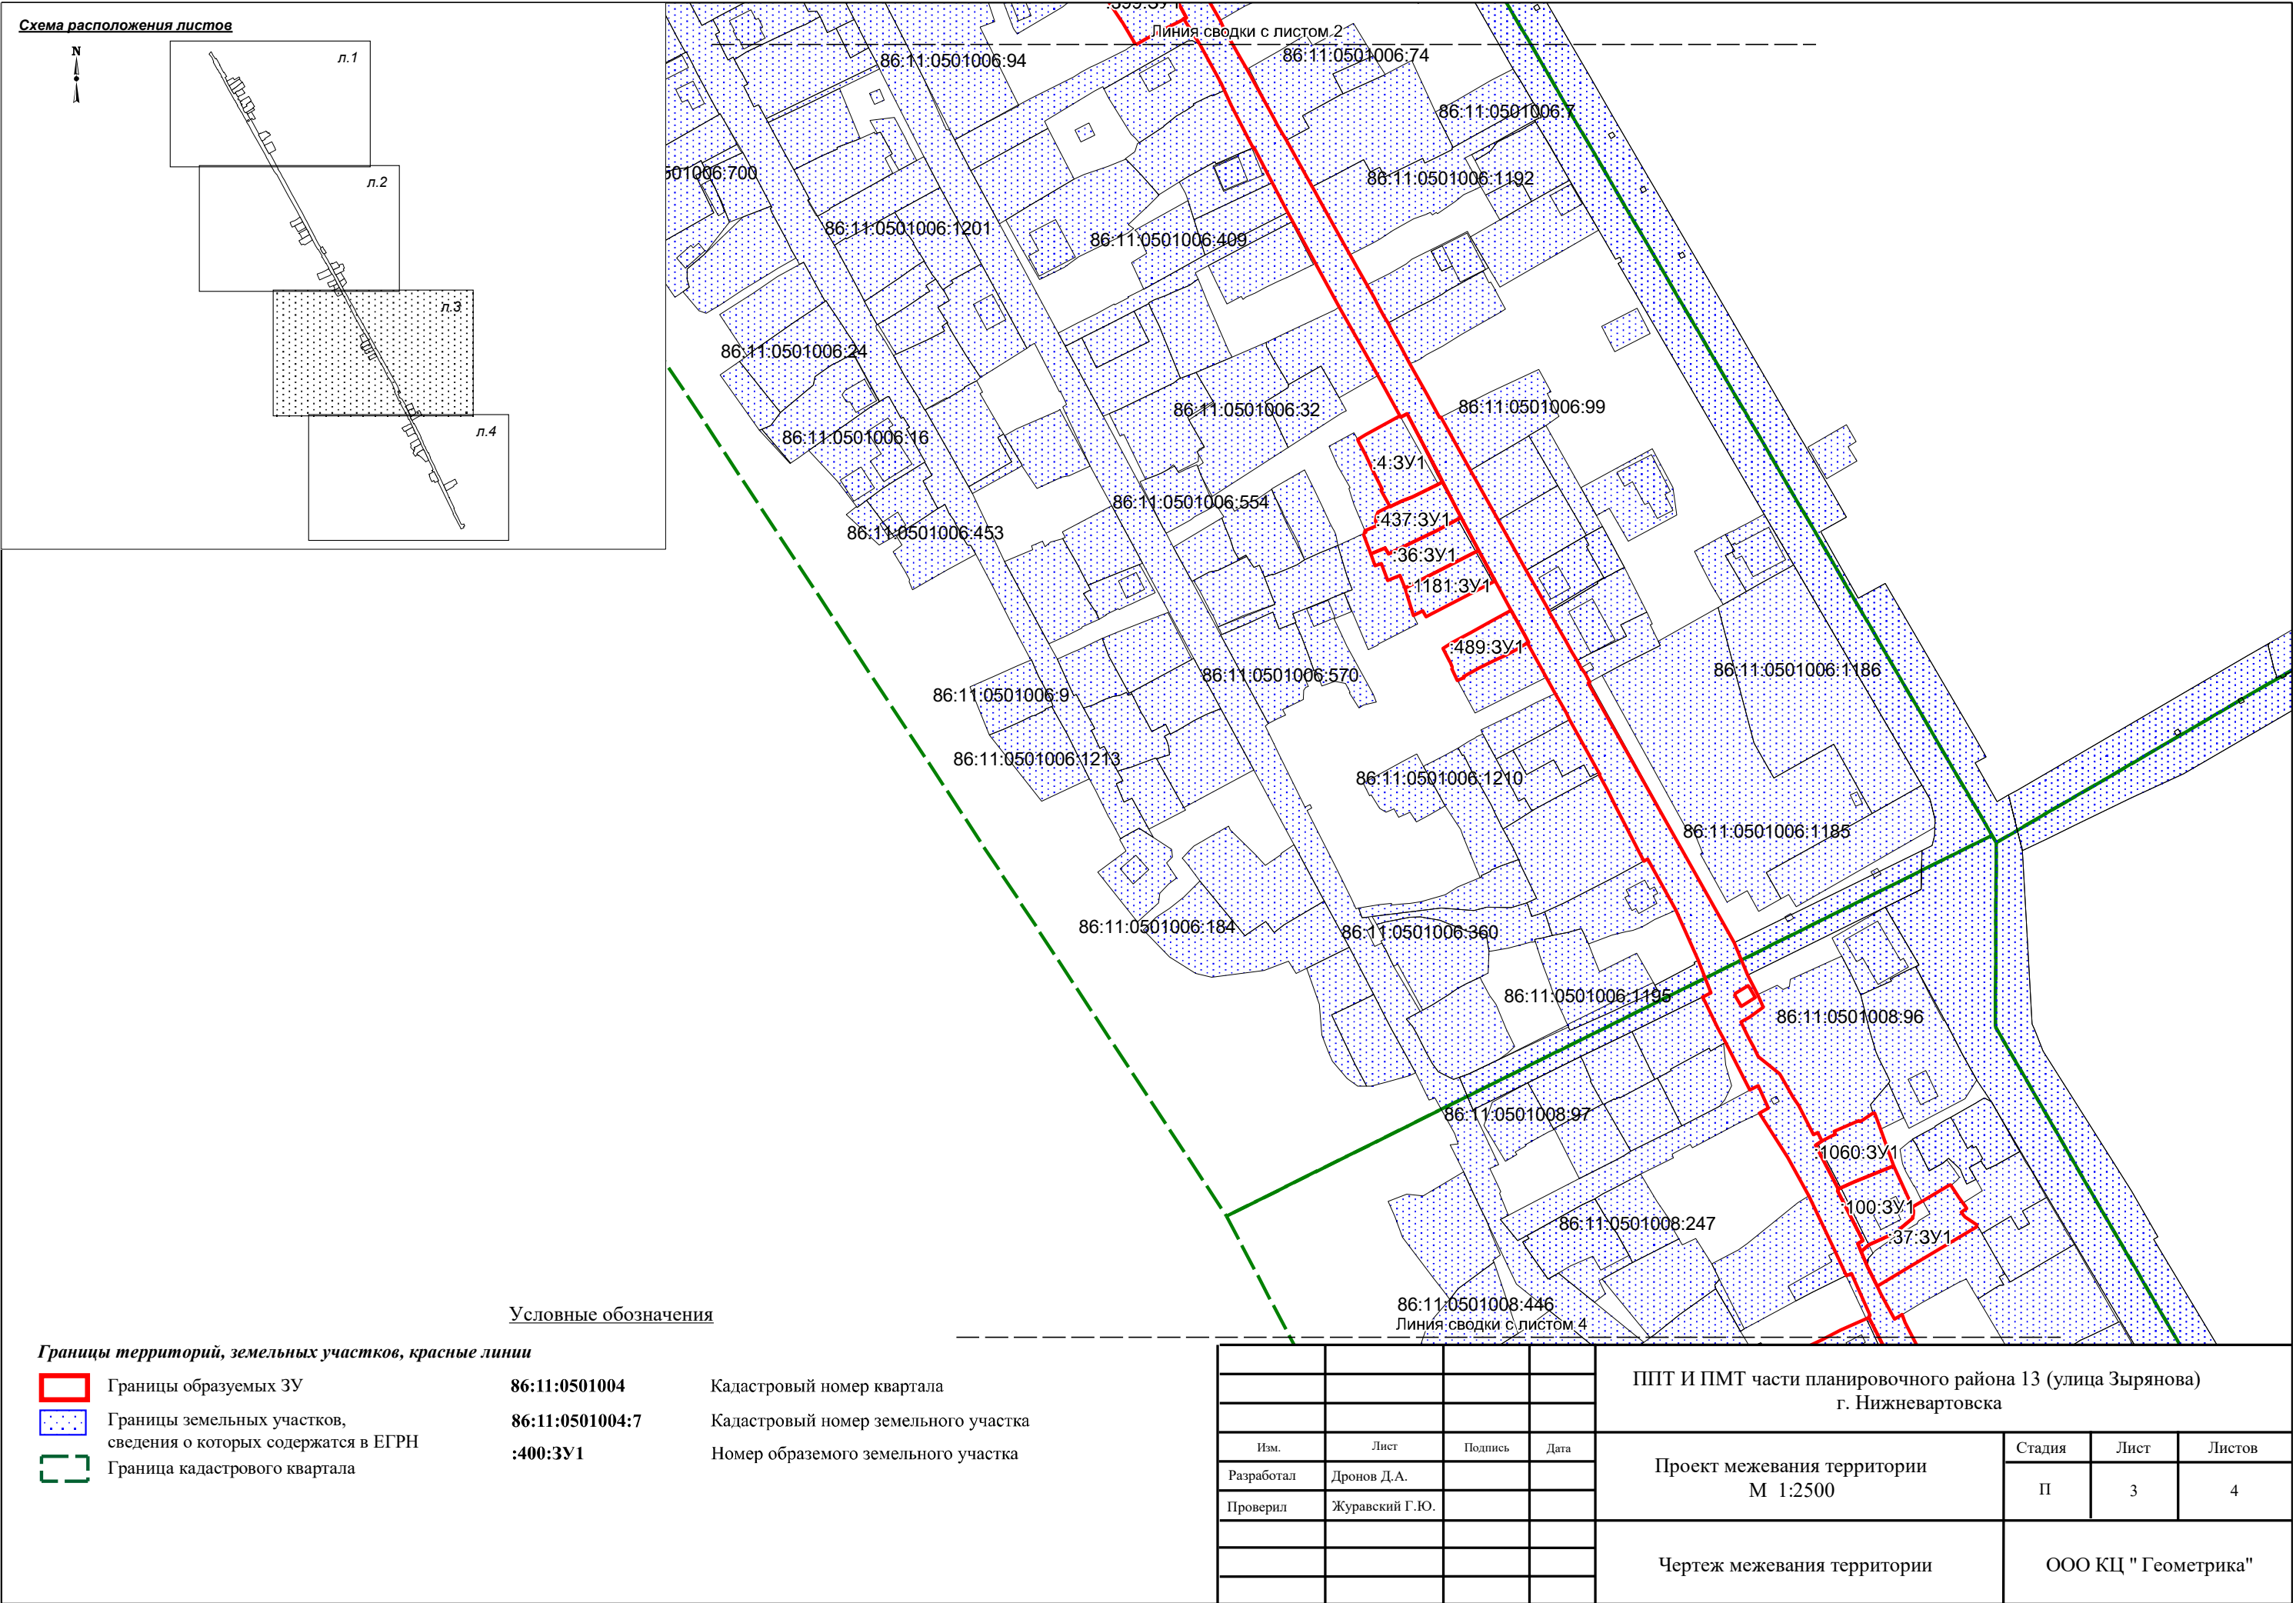 Схема расположения листов
N
л.1
л.2
л.3
л.4
:399:ЗУ1
Линия сводки с листом 2
86:11:0501006:94
86:11:0501006:74
86:11:0501006:7
501006:700
86:11:0501006:1192
86:11:0501006:1201
86:11:0501006:409
86:11:0501006:24
86:11:0501006:32
86:11:0501006:99
86:11:0501006:16
:4:ЗУ1
86:11:0501006:554
:437:ЗУ1
86:11:0501006:453
:36:ЗУ1
:1181:ЗУ1
:489:ЗУ1
86:11:0501006:570
86:11:0501006:1186
86:11:0501006:9
86:11:0501006:1213
86:11:0501006:1210
86:11:0501006:1185
86:11:0501006:184
86:11:0501006:360
86:11:0501006:1195
86:11:0501008:96
86:11:0501008:97
:1060:ЗУ1
:100:ЗУ1
86:11:0501008:247
:37:ЗУ1
86:11:0501008:446
Линия сводки с листом 4
Условные обозначения
Границы территорий, земельных участков, красные линии
Границы образуемых ЗУ
Границы земельных участков,
сведения о которых содержатся в ЕГРН
Граница кадастрового квартала
86:11:0501004 Кадастровый номер квартала
86:11:0501004:7 Кадастровый номер земельного участка
:400:ЗУ1 Номер образемого земельного участка
ППТ И ПМТ части планировочного района 13 (улица Зырянова)
г. Нижневартовска
Изм. Лист Подпись Дата
Разработал Дронов Д.А.
Проверил Журавский Г.Ю.
Проект межевания территории
М 1:2500
Стадия Лист Листов
П 3 4
Чертеж межевания территории
ООО КЦ " Геометрика"